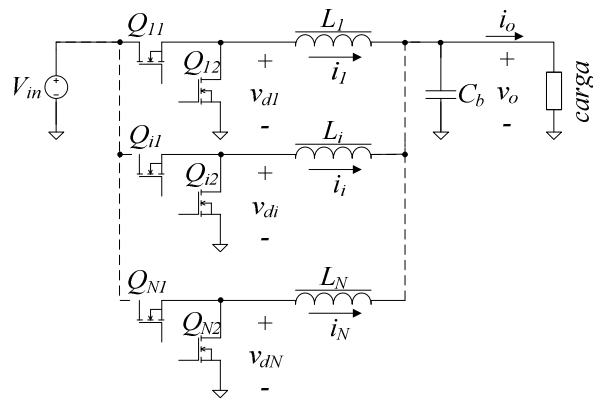 Q11 L1 io
Vin + - Q12 + vd1 - i1 Cb + vo - carga
Qi1 Li
Qi2 + vdi - ii
QN1 LN
QN2 + vdN - iN